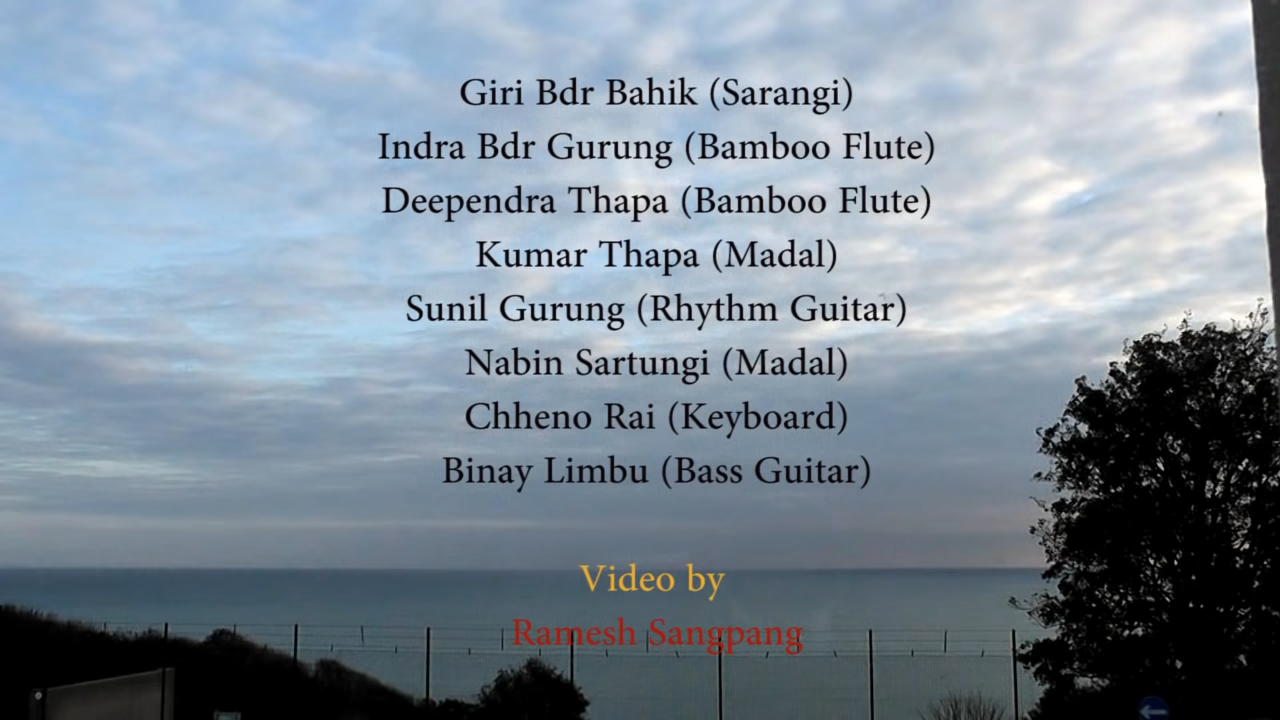 Giri Bdr Bahik (Sarangi)
Indra Bdr Gurung (Bamboo Flute)
Deependra Thapa (Bamboo Flute)
Kumar Thapa (Madal)
Sunil Gurung (Rhythm Guitar)
Nabin Sartungi (Madal)
Chheno Rai (Keyboard)
Binay Limbu (Bass Guitar)
Video by
Ramesh Sangpang